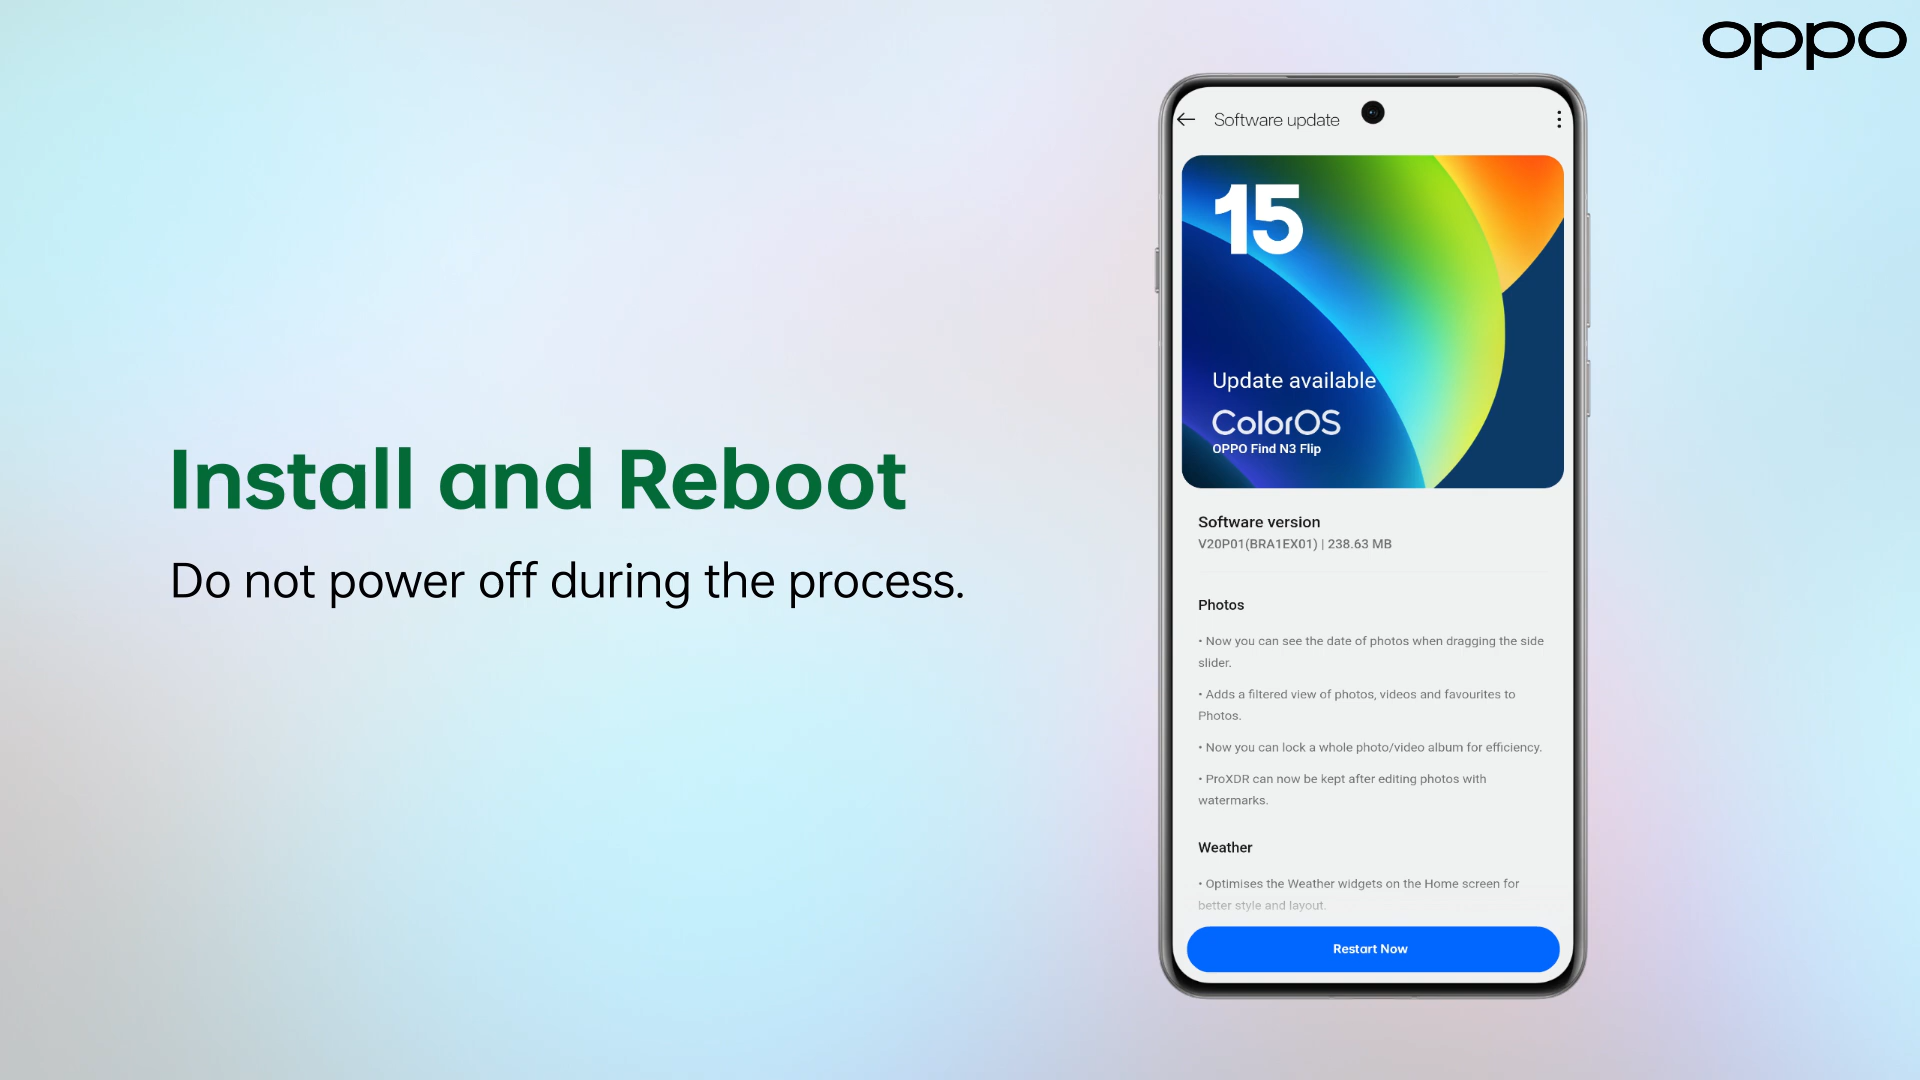 oppo
Install and Reboot
Do not power off during the process.
Software update
15
Update available
ColorOS
OPPO Find N3 Flip
Software version
V20P01(BRA1EX01) | 238.63 MB
Photos
• Now you can see the date of photos when dragging the side
slider.
• Adds a filtered view of photos, videos and favourites to
Photos.
• Now you can lock a whole photo/video album for efficiency.
• ProXDR can now be kept after editing photos with
watermarks.
Weather
• Optimises the Weather widgets on the Home screen for
better style and layout.
Restart Now